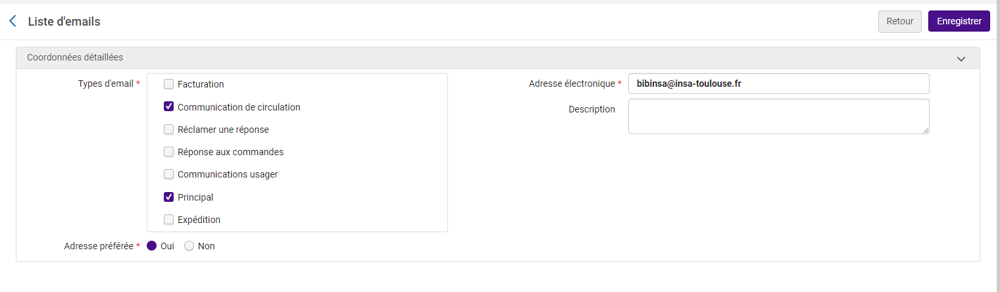 Liste d'emails
Retour
Enregistrer
Coordonnées détaillées
Types d'email *
Facturation
Communication de circulation
Réclamer une réponse
Réponse aux commandes
Communications usager
Principal
Expédition
Adresse préférée * Oui Non
Adresse électronique * bibinsa@insa-toulouse.fr
Description